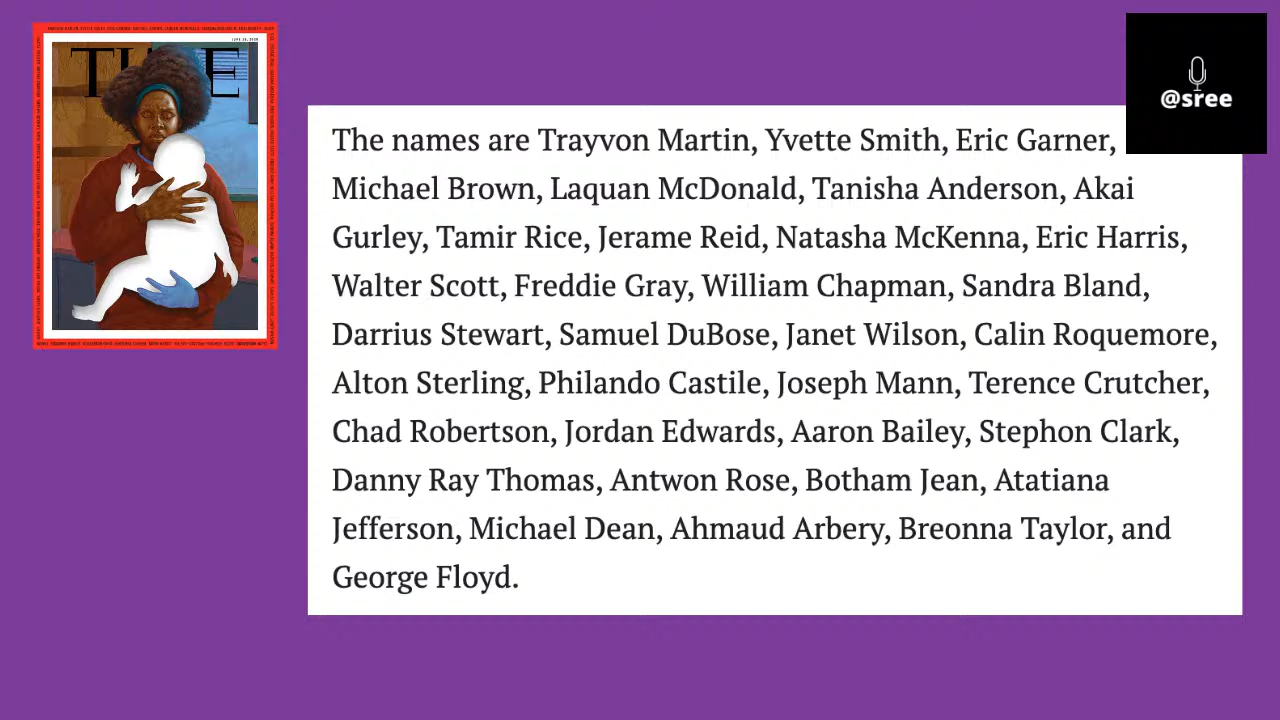 TIME
@sree
The names are Trayvon Martin, Yvette Smith, Eric Garner,
Michael Brown, Laquan McDonald, Tanisha Anderson, Akai
Gurley, Tamir Rice, Jerame Reid, Natasha McKenna, Eric Harris,
Walter Scott, Freddie Gray, William Chapman, Sandra Bland,
Darrius Stewart, Samuel DuBose, Janet Wilson, Calin Roquemore,
Alton Sterling, Philando Castile, Joseph Mann, Terence Crutcher,
Chad Robertson, Jordan Edwards, Aaron Bailey, Stephon Clark,
Danny Ray Thomas, Antwon Rose, Botham Jean, Atatiana
Jefferson, Michael Dean, Ahmaud Arbery, Breonna Taylor, and
George Floyd.